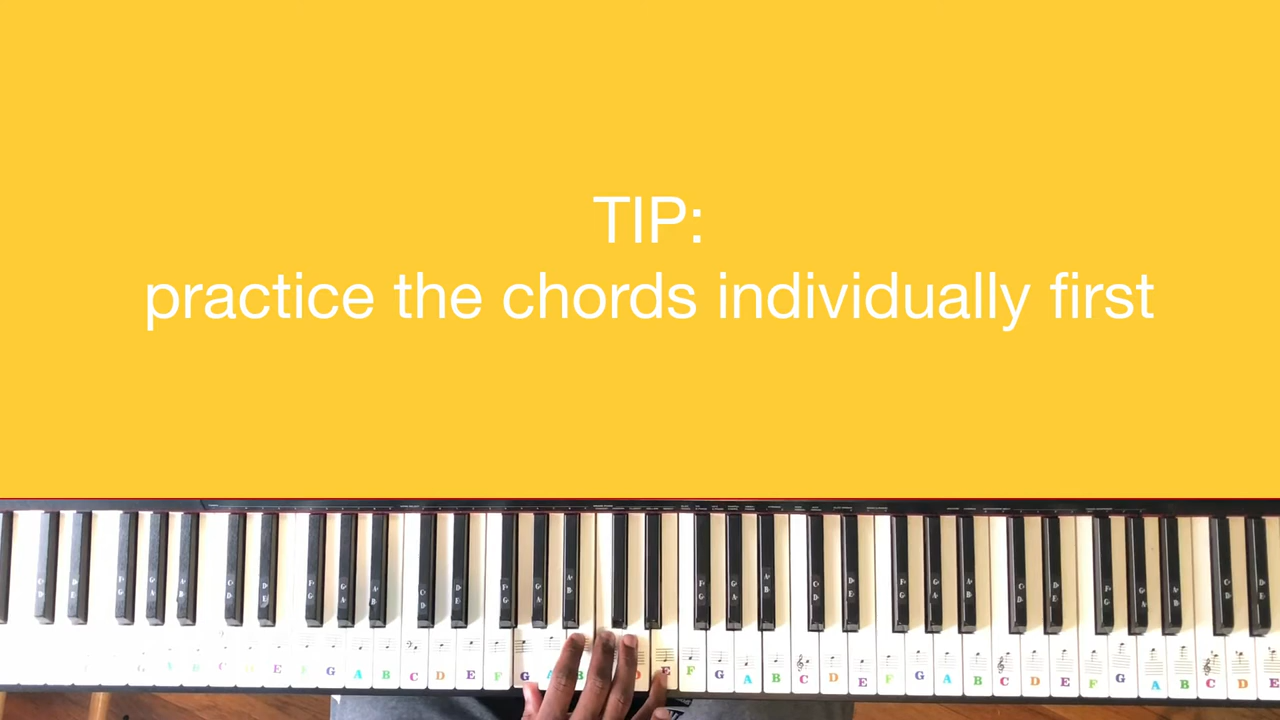 TIP:
practice the chords individually first
G A B C D E F G A B C D E F G A B D E F G A B C D E F G A B C D E F G A B C D E